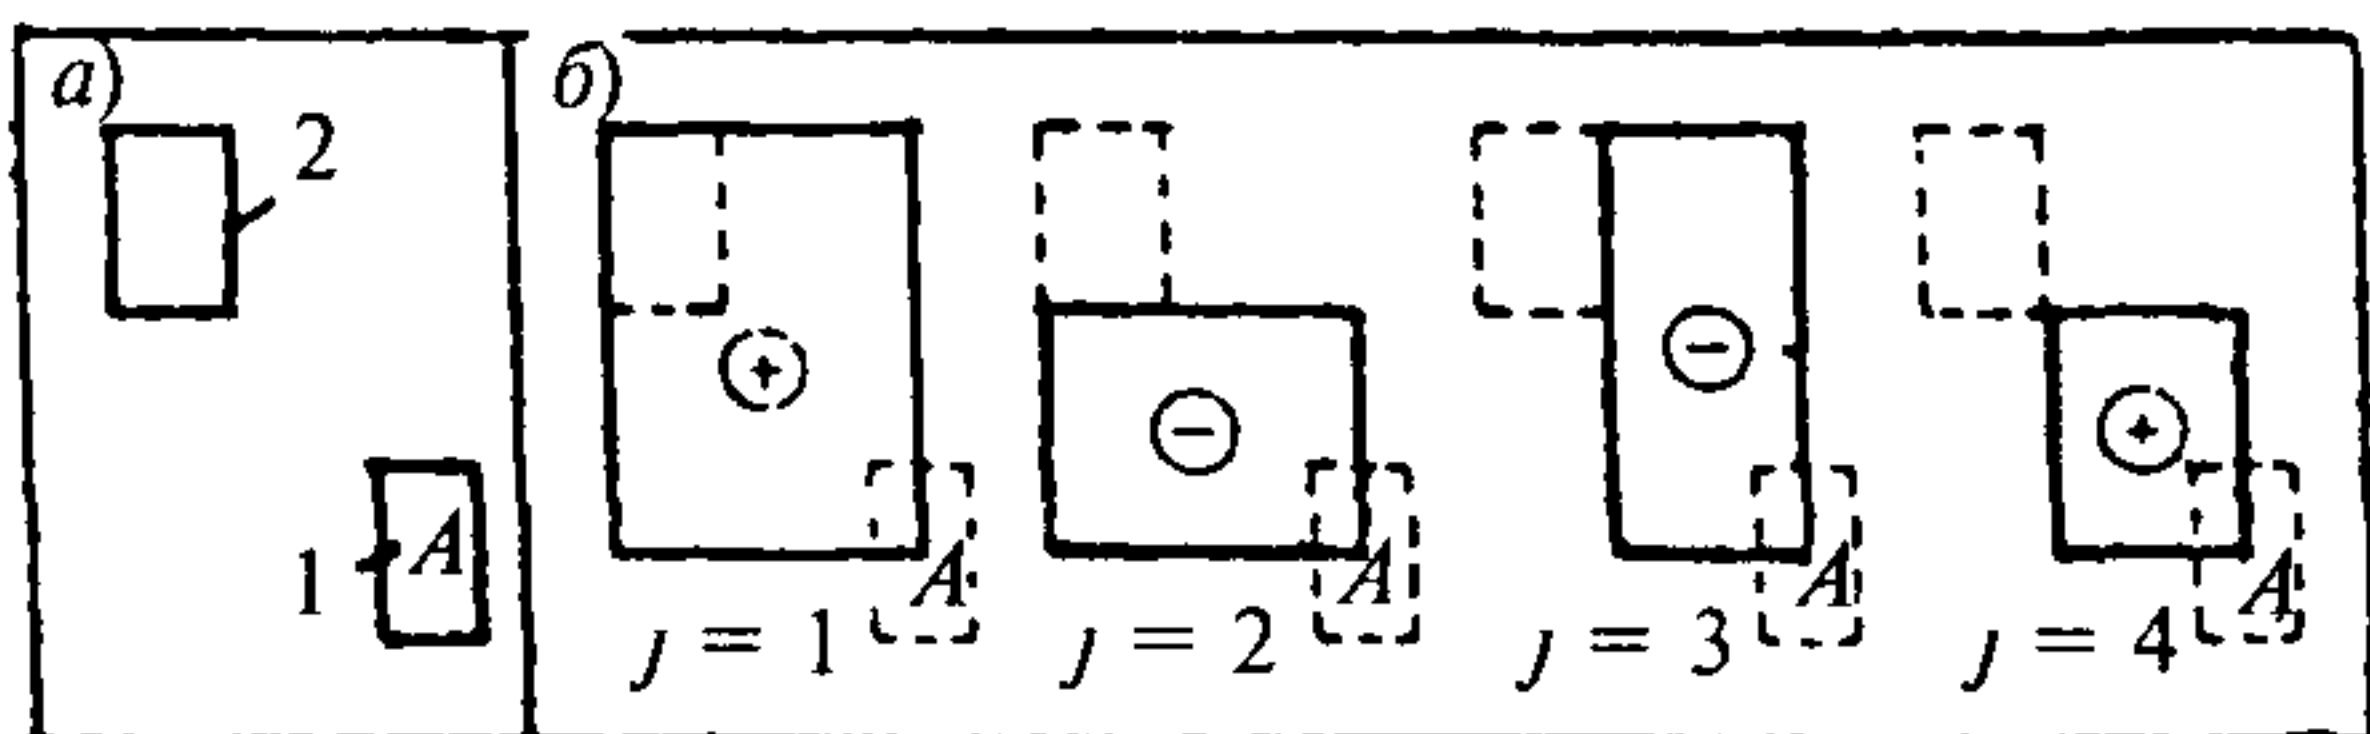 а) б)
2
+ − − +
1 A A A A A
j = 1 j = 2 j = 3 j = 4